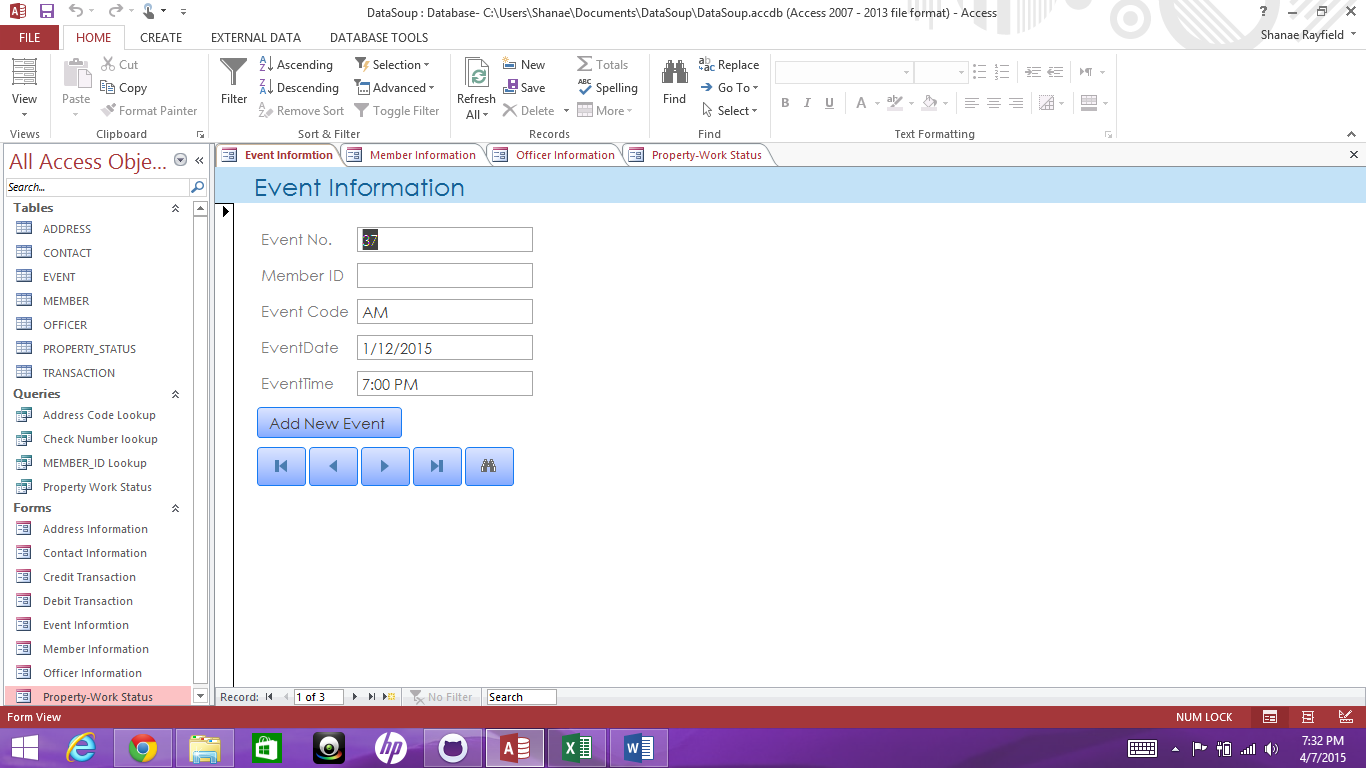 DataSoup : Database- C:\Users\Shanae\Documents\DataSoup\DataSoup.accdb (Access 2007 - 2013 file format) - Access
FILE HOME CREATE EXTERNAL DATA DATABASE TOOLS Shanae Rayfield
View
Views
Paste
Cut
Copy
Format Painter
Clipboard
Filter
Ascending
Descending
Remove Sort
Selection
Advanced
Toggle Filter
Sort & Filter
Refresh
All
New
Save
Delete
Totals
Spelling
More
Records
Find
Replace
Go To
Select
Find
B I U A
Text Formatting
All Access Obje...
Search...
Tables
ADDRESS
CONTACT
EVENT
MEMBER
OFFICER
PROPERTY_STATUS
TRANSACTION
Queries
Address Code Lookup
Check Number lookup
MEMBER_ID Lookup
Property Work Status
Forms
Address Information
Contact Information
Credit Transaction
Debit Transaction
Event Informtion
Member Information
Officer Information
Property-Work Status
Event Informtion Member Information Officer Information Property-Work Status
Event Information
Event No. 37
Member ID
Event Code AM
EventDate 1/12/2015
EventTime 7:00 PM
Add New Event
Record: 1 of 3 No Filter Search
Form View NUM LOCK
7:32 PM
4/7/2015